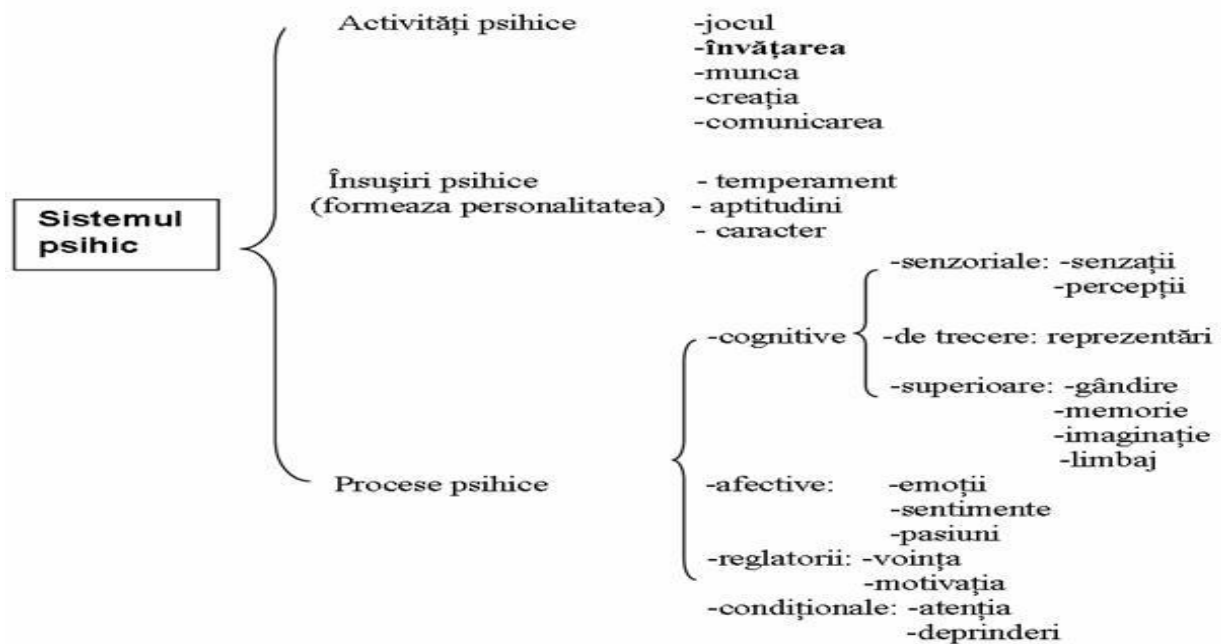 Activități psihice
-jocul
-învățarea
-munca
-creația
-comunicarea
Însuşiri psihice
(formeaza personalitatea)
- temperament
- aptitudini
- caracter
Sistemul
psihic
Procese psihice
-cognitive
-senzoriale: -senzații
-percepții
-de trecere: reprezentări
-superioare: -gândire
-memorie
-imaginație
-limbaj
-afective: -emoții
-sentimente
-pasiuni
-reglatorii: -voința
-motivația
-condiționale: -atenția
-deprinderi